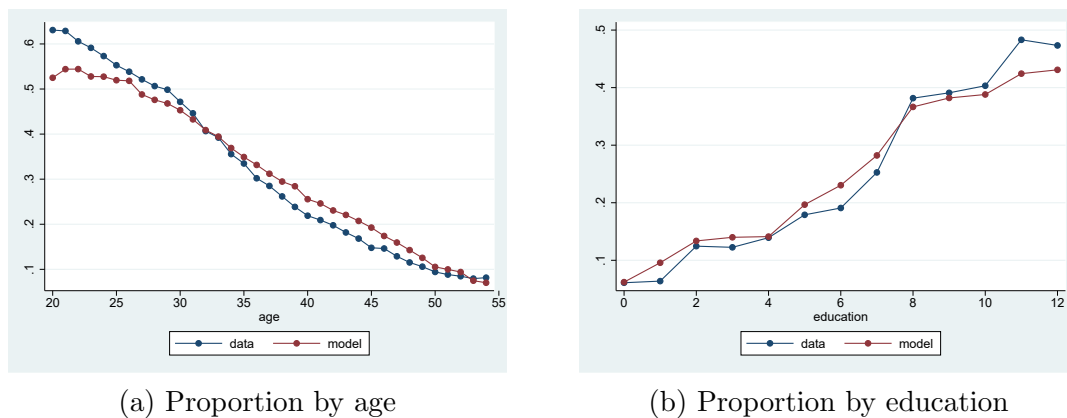 .6
.5
.4
.3
.2
.1
20 25 30 35 40 45 50 55
age
data model
(a) Proportion by age
.5
.4
.3
.2
.1
0 2 4 6 8 10 12
education
data model
(b) Proportion by education